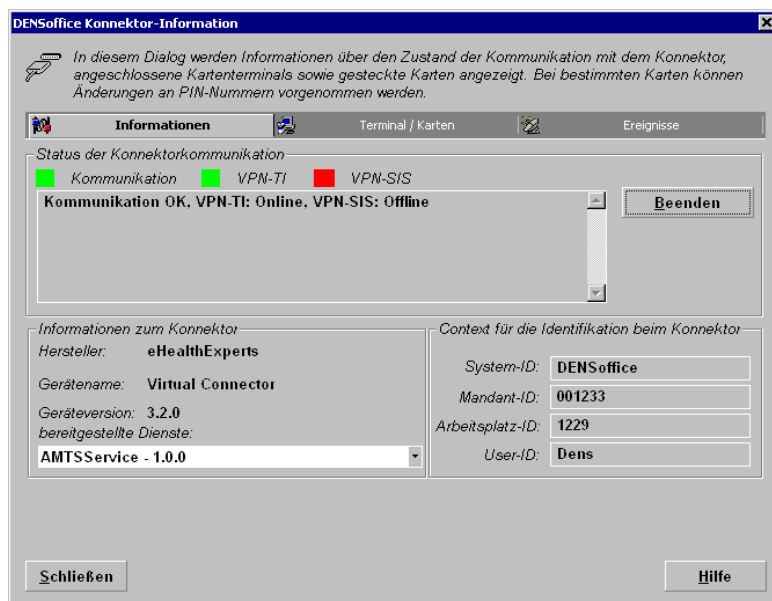 DENSoffice Konnektor-Information
In diesem Dialog werden Informationen über den Zustand der Kommunikation mit dem Konnektor,
angeschlossene Kartenterminals sowie gesteckte Karten angezeigt. Bei bestimmten Karten können
Änderungen an PIN-Nummern vorgenommen werden.
Informationen Terminal / Karten Ereignisse
Status der Konnektorkommunikation
Kommunikation VPN-TI VPN-SIS
Kommunikation OK, VPN-TI: Online, VPN-SIS: Offline
Beenden
Informationen zum Konnektor
Hersteller: eHealthExperts
Gerätename: Virtual Connector
Geräteversion: 3.2.0
bereitgestellte Dienste:
AMTSService - 1.0.0
Context für die Identifikation beim Konnektor
System-ID: DENSoffice
Mandant-ID: 001233
Arbeitsplatz-ID: 1229
User-ID: Dens
Schließen Hilfe